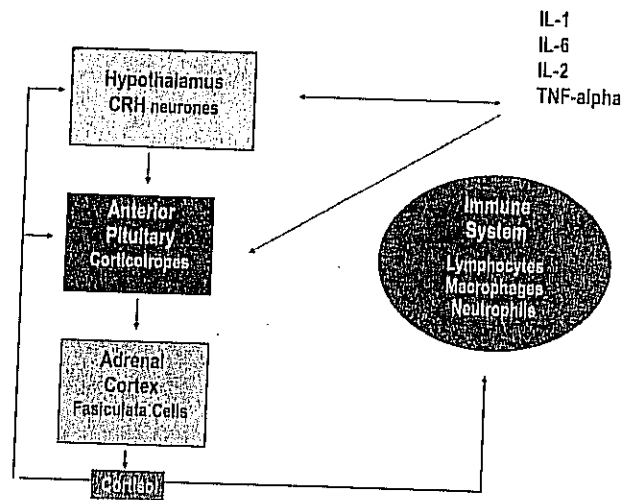 IL-1
IL-6
IL-2
TNF-alpha
Hypothalamus
CRH neurones
Anterior
Pituitary
Corticotropes
Immune
System
Lymphocytes
Macrophages
Neutrophils
Adrenal
Cortex
Fasiculata Cells
Cortisol